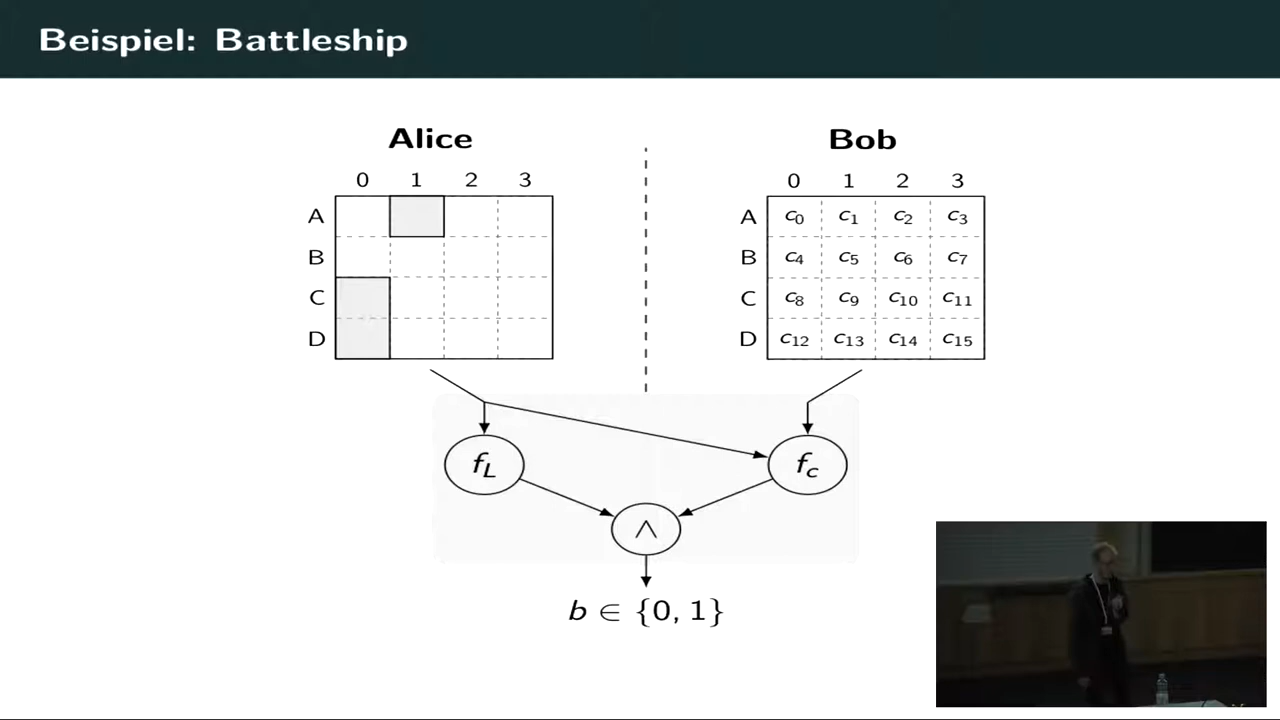 Beispiel: Battleship
Alice
0 1 2 3
A
B
C
D
Bob
0 1 2 3
A c₀ c₁ c₂ c₃
B c₄ c₅ c₆ c₇
C c₈ c₉ c₁₀ c₁₁
D c₁₂ c₁₃ c₁₄ c₁₅
f_L
f_c
∧
b ∈ {0, 1}